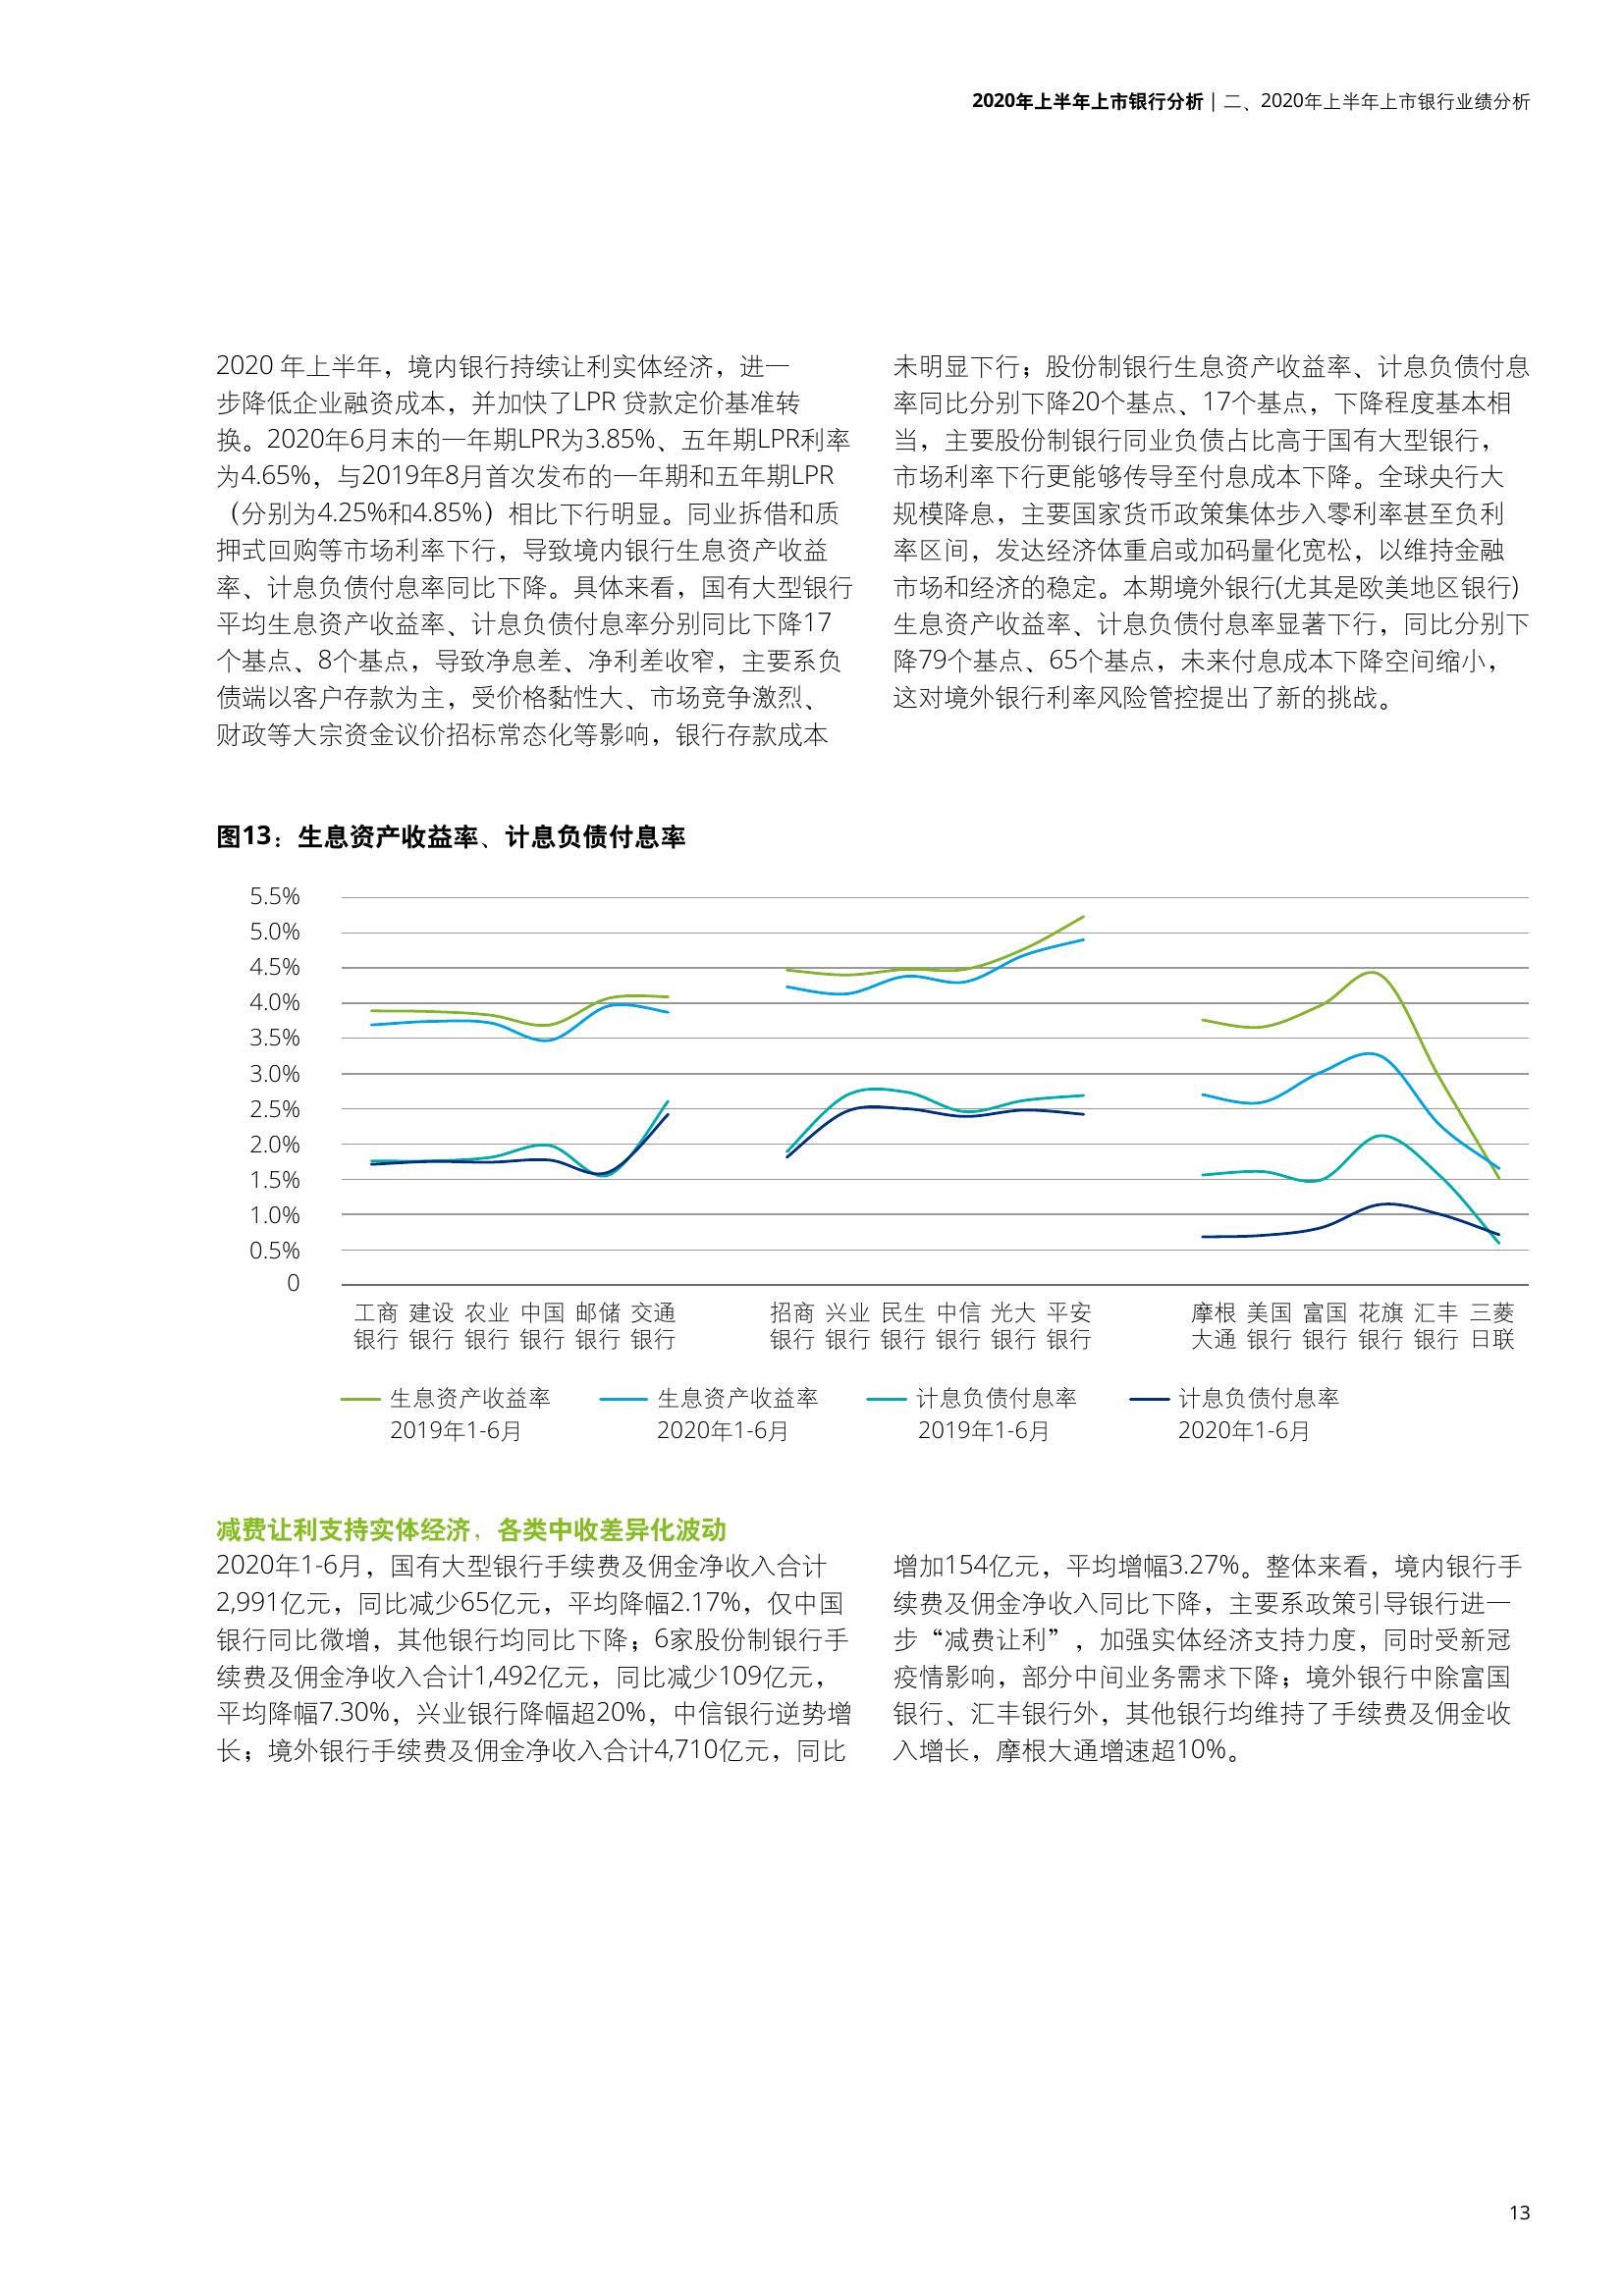 2020年上半年上市银行分析 | 二、2020年上半年上市银行业绩分析
2020 年上半年，境内银行持续让利实体经济，进一
步降低企业融资成本，并加快了LPR 贷款定价基准转
换。2020年6月末的一年期LPR为3.85%、五年期LPR利率
为4.65%，与2019年8月首次发布的一年期和五年期LPR
（分别为4.25%和4.85%）相比下行明显。同业拆借和质
押式回购等市场利率下行，导致境内银行生息资产收益
率、计息负债付息率同比下降。具体来看，国有大型银行
平均生息资产收益率、计息负债付息率分别同比下降17
个基点、8个基点，导致净息差、净利差收窄，主要系负
债端以客户存款为主，受价格黏性大、市场竞争激烈、
财政等大宗资金议价招标常态化等影响，银行存款成本
未明显下行；股份制银行生息资产收益率、计息负债付息
率同比分别下降20个基点、17个基点，下降程度基本相
当，主要股份制银行同业负债占比高于国有大型银行，
市场利率下行更能够传导至付息成本下降。全球央行大
规模降息，主要国家货币政策集体步入零利率甚至负利
率区间，发达经济体重启或加码量化宽松，以维持金融
市场和经济的稳定。本期境外银行(尤其是欧美地区银行)
生息资产收益率、计息负债付息率显著下行，同比分别下
降79个基点、65个基点，未来付息成本下降空间缩小，
这对境外银行利率风险管控提出了新的挑战。
图13：生息资产收益率、计息负债付息率
5.5%
5.0%
4.5%
4.0%
3.5%
3.0%
2.5%
2.0%
1.5%
1.0%
0.5%
0
工商 建设 农业 中国 邮储 交通 招商 兴业 民生 中信 光大 平安 摩根 美国 富国 花旗 汇丰 三菱
银行 银行 银行 银行 银行 银行 银行 银行 银行 银行 银行 银行 大通 银行 银行 银行 银行 日联
生息资产收益率 生息资产收益率 计息负债付息率 计息负债付息率
2019年1-6月 2020年1-6月 2019年1-6月 2020年1-6月
减费让利支持实体经济，各类中收差异化波动
2020年1-6月，国有大型银行手续费及佣金净收入合计
2,991亿元，同比减少65亿元，平均降幅2.17%，仅中国
银行同比微增，其他银行均同比下降；6家股份制银行手
续费及佣金净收入合计1,492亿元，同比减少109亿元，
平均降幅7.30%，兴业银行降幅超20%，中信银行逆势增
长；境外银行手续费及佣金净收入合计4,710亿元，同比
增加154亿元，平均增幅3.27%。整体来看，境内银行手
续费及佣金净收入同比下降，主要系政策引导银行进一
步“减费让利”，加强实体经济支持力度，同时受新冠
疫情影响，部分中间业务需求下降；境外银行中除富国
银行、汇丰银行外，其他银行均维持了手续费及佣金收
入增长，摩根大通增速超10%。
13